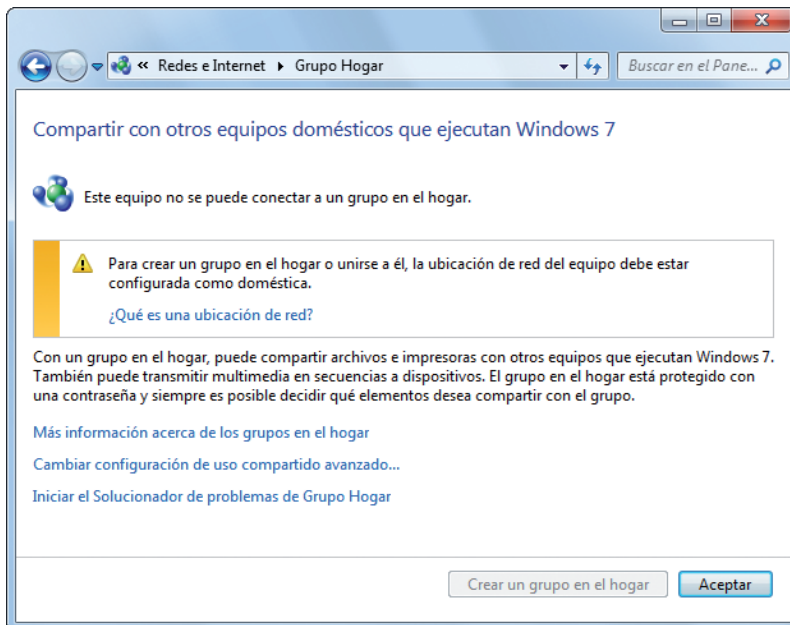 « Redes e Internet ▸ Grupo Hogar
Buscar en el Pane...
Compartir con otros equipos domésticos que ejecutan Windows 7
Este equipo no se puede conectar a un grupo en el hogar.
Para crear un grupo en el hogar o unirse a él, la ubicación de red del equipo debe estar
configurada como doméstica.
¿Qué es una ubicación de red?
Con un grupo en el hogar, puede compartir archivos e impresoras con otros equipos que ejecutan Windows 7.
También puede transmitir multimedia en secuencias a dispositivos. El grupo en el hogar está protegido con
una contraseña y siempre es posible decidir qué elementos desea compartir con el grupo.
Más información acerca de los grupos en el hogar
Cambiar configuración de uso compartido avanzado...
Iniciar el Solucionador de problemas de Grupo Hogar
Crear un grupo en el hogar
Aceptar